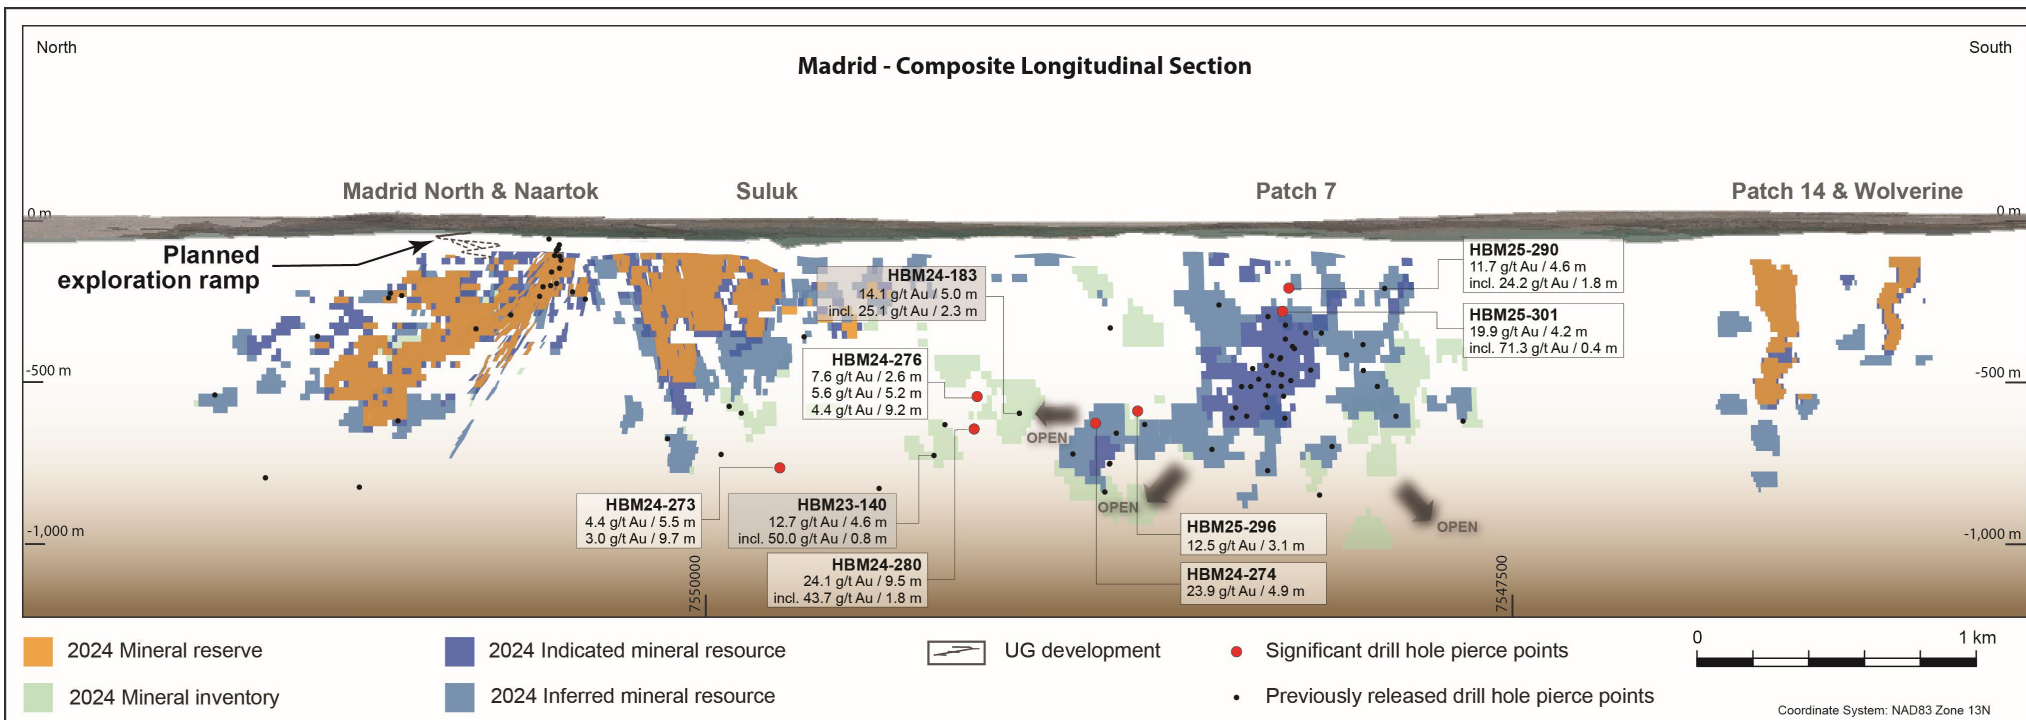 North
South
Madrid - Composite Longitudinal Section
Madrid North & Naartok
Suluk
Patch 7
Patch 14 & Wolverine
0 m
0 m
Planned
exploration ramp
HBM24-183
14.1 g/t Au / 5.0 m
incl. 25.1 g/t Au / 2.3 m
HBM25-290
11.7 g/t Au / 4.6 m
incl. 24.2 g/t Au / 1.8 m
HBM25-301
19.9 g/t Au / 4.2 m
incl. 71.3 g/t Au / 0.4 m
HBM24-276
7.6 g/t Au / 2.6 m
5.6 g/t Au / 5.2 m
4.4 g/t Au / 9.2 m
-500 m
-500 m
OPEN
OPEN
OPEN
HBM24-273
4.4 g/t Au / 5.5 m
3.0 g/t Au / 9.7 m
HBM23-140
12.7 g/t Au / 4.6 m
incl. 50.0 g/t Au / 0.8 m
HBM25-296
12.5 g/t Au / 3.1 m
-1,000 m
-1,000 m
HBM24-280
24.1 g/t Au / 9.5 m
incl. 43.7 g/t Au / 1.8 m
HBM24-274
23.9 g/t Au / 4.9 m
7550000
7547500
2024 Mineral reserve
2024 Indicated mineral resource
UG development
Significant drill hole pierce points
0
1 km
2024 Mineral inventory
2024 Inferred mineral resource
Previously released drill hole pierce points
Coordinate System: NAD83 Zone 13N